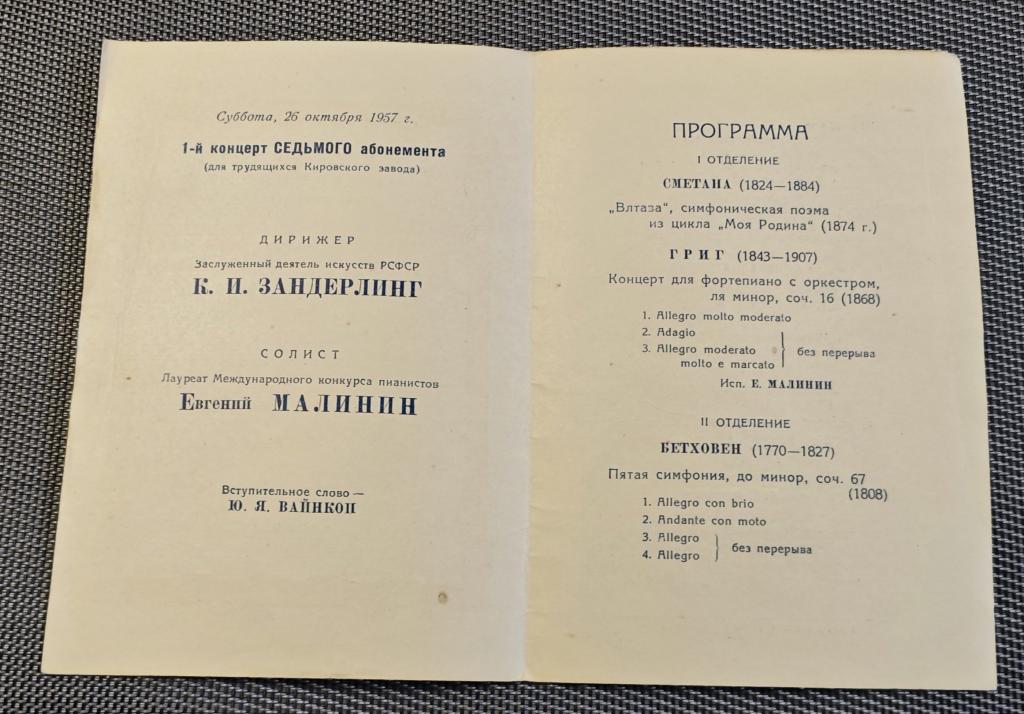 Суббота, 26 октября 1957 г.
1-й концерт СЕДЬМОГО абонемента
(для трудящихся Кировского завода)
ДИРИЖЕР
Заслуженный деятель искусств РСФСР
К. И. ЗАНДЕРЛИНГ
СОЛИСТ
Лауреат Международного конкурса пианистов
Евгений МАЛИНИН
Вступительное слово —
Ю. Я. ВАЙНКОП
ПРОГРАММА
I ОТДЕЛЕНИЕ
СМЕТАНА (1824—1884)
„Влтава“, симфоническая поэма
из цикла „Моя Родина“ (1874 г.)
ГРИГ (1843—1907)
Концерт для фортепиано с оркестром,
ля минор, соч. 16 (1868)
1. Allegro molto moderato
2. Adagio
3. Allegro moderato
molto e marcato
без перерыва
Исп. Е. МАЛИНИН
II ОТДЕЛЕНИЕ
БЕТХОВЕН (1770—1827)
Пятая симфония, до минор, соч. 67
(1808)
1. Allegro con brio
2. Andante con moto
3. Allegro
4. Allegro
без перерыва